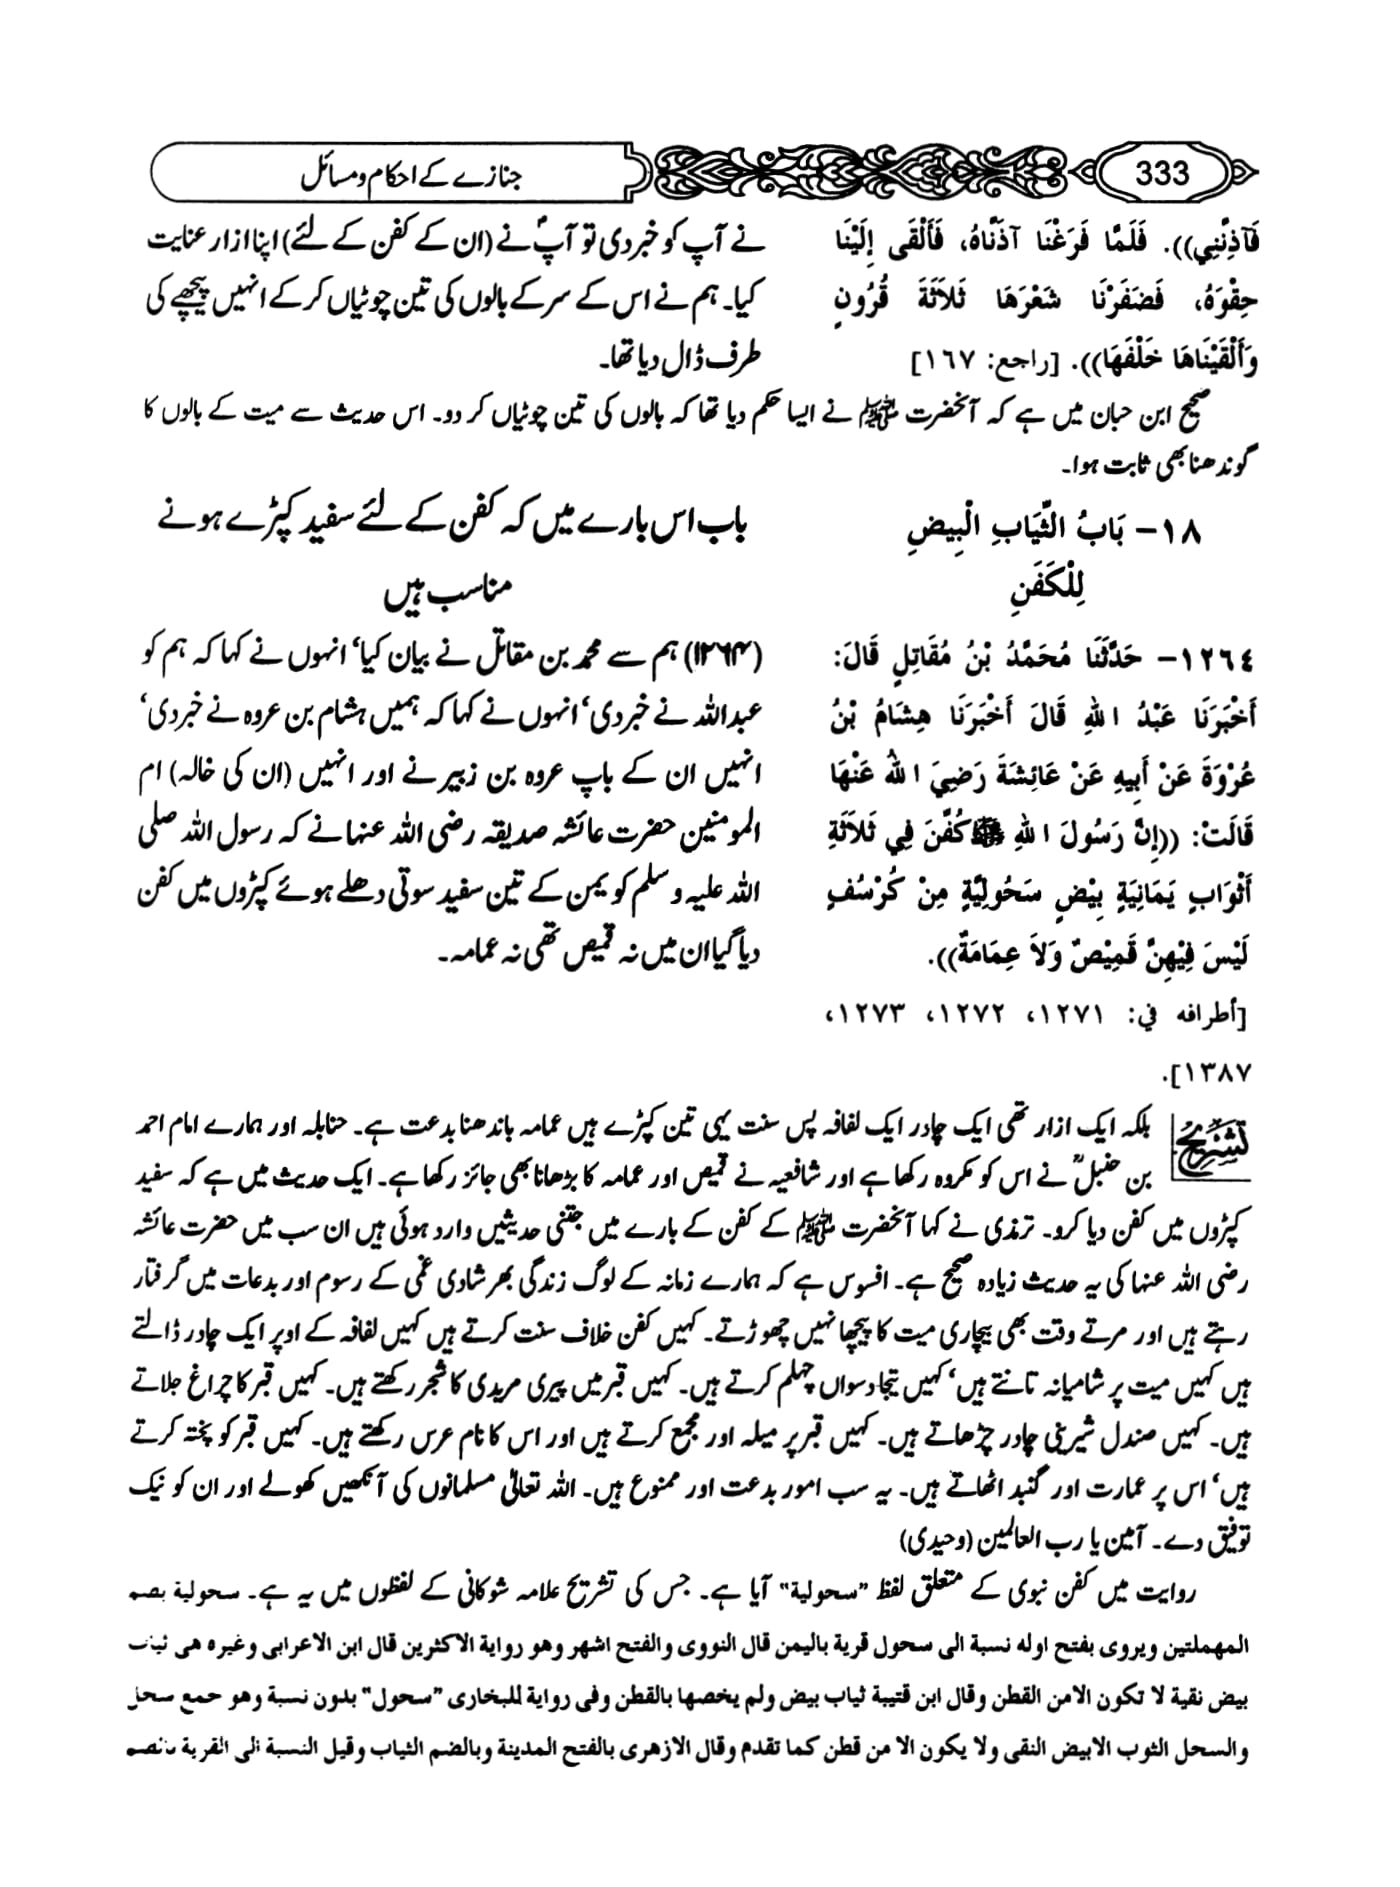 333
جنازے کے احکام و مسائل
فَآذِنَّنِي)). فَلَمَّا فَرَغْنَا آذَنَّاهُ، فَأَلْقَى إِلَيْنَا
حِقْوَهُ، فَضَفَرْنَا شَعْرَهَا ثَلاَثَةَ قُرُونٍ
وَأَلْقَيْنَاهَا خَلْفَهَا)). [راجع: ١٦٧]
نے آپ کو خبر دی تو آپؐ نے (ان کے کفن کے لئے) اپنا ازار عنایت
کیا۔ ہم نے اس کے سر کے بالوں کی تین چوٹیاں کر کے انہیں پیچھے کی
طرف ڈال دیا تھا۔
صحیح ابن حبان میں ہے کہ آنحضرت ﷺ نے ایسا حکم دیا تھا کہ بالوں کی تین چوٹیاں کر دو۔ اس حدیث سے میت کے بالوں کا
گوندھنا بھی ثابت ہوا۔
١٨- بَابُ الثِّيَابِ الْبِيضِ
لِلْكَفَنِ
باب اس بارے میں کہ کفن کے لئے سفید کپڑے ہونے
مناسب ہیں
١٢٦٤- حَدَّثَنَا مُحَمَّدُ بْنُ مُقَاتِلٍ قَالَ:
أَخْبَرَنَا عَبْدُ اللهِ قَالَ أَخْبَرَنَا هِشَامُ بْنُ
عُرْوَةَ عَنْ أَبِيهِ عَنْ عَائِشَةَ رَضِيَ اللهُ عَنْهَا
قَالَتْ: ((إِنَّ رَسُولَ اللهِ ﷺ كُفِّنَ فِي ثَلاَثَةِ
أَثْوَابٍ يَمَانِيَةٍ بِيْضٍ سَحُولِيَّةٍ مِنْ كُرْسُفٍ
لَيْسَ فِيْهِنَّ قَمِيْصٌ وَلاَ عِمَامَةٌ)).
[أطرافه في: ١٢٧١، ١٢٧٢، ١٢٧٣،
١٣٨٧].
(۱۲۶۴) ہم سے محمد بن مقاتل نے بیان کیا‘ انہوں نے کہا کہ ہم کو
عبداللہ نے خبر دی‘ انہوں نے کہا کہ ہمیں ہشام بن عروہ نے خبر دی‘
انہیں ان کے باپ عروہ بن زبیر نے اور انہیں (ان کی خالہ) ام
المومنین حضرت عائشہ صدیقہ رضی اللہ عنہا نے کہ رسول اللہ صلی
اللہ علیہ و سلم کو یمن کے تین سفید سوتی دھلے ہوئے کپڑوں میں کفن
دیا گیا ان میں نہ قمیص تھی نہ عمامہ۔
تشریح
بلکہ ایک ازار تھی ایک چادر ایک لفافہ پس سنت یہی تین کپڑے ہیں عمامہ باندھنا بدعت ہے۔ حنابلہ اور ہمارے امام احمد
بن حنبلؒ نے اس کو مکروہ رکھا ہے اور شافعیہ نے قمیص اور عمامہ کا بڑھانا بھی جائز رکھا ہے۔ ایک حدیث میں ہے کہ سفید
کپڑوں میں کفن دیا کرو۔ ترمذی نے کہا آنحضرت ﷺ کے کفن کے بارے میں جتنی حدیثیں وارد ہوئی ہیں ان سب میں حضرت عائشہ
رضی اللہ عنہا کی یہ حدیث زیادہ صحیح ہے۔ افسوس ہے کہ ہمارے زمانہ کے لوگ زندگی بھر شادی غمی کے رسوم اور بدعات میں گرفتار
رہتے ہیں اور مرتے وقت بھی بیچاری میت کا پیچھا نہیں چھوڑتے۔ کہیں کفن خلاف سنت کرتے ہیں کہیں لفافہ کے اوپر ایک چادر ڈالتے
ہیں کہیں میت پر شامیانہ تانتے ہیں‘ کہیں تیجا دسواں چہلم کرتے ہیں۔ کہیں قبر میں پیری مریدی کا شجر رکھتے ہیں۔ کہیں قبر کا چراغ جلاتے
ہیں۔ کہیں صندل شیرینی چادر چڑھاتے ہیں۔ کہیں قبر پر میلہ اور مجمع کرتے ہیں اور اس کا نام عرس رکھتے ہیں۔ کہیں قبر کو پختہ کرتے
ہیں‘ اس پر عمارت اور گنبد اٹھاتے ہیں۔ یہ سب امور بدعت اور ممنوع ہیں۔ اللہ تعالیٰ مسلمانوں کی آنکھیں کھولے اور ان کو نیک
توفیق دے۔ آمین یا رب العالمین (وحیدی)
روایت میں کفن نبوی کے متعلق لفظ "سحولیة" آیا ہے۔ جس کی تشریح علامہ شوکانی کے لفظوں میں یہ ہے۔ سحولية بضم
المهملتين ويروى بفتح اوله نسبة الى سحول قرية باليمن قال النووى والفتح اشهر وهو رواية الاكثرين قال ابن الاعرابى وغيره هى ثياب
بيض نقية لا تكون الا من القطن وقال ابن قتيبة ثياب بيض ولم يخصها بالقطن وفى رواية للبخارى "سحول" بدون نسبة وهو جمع سحل
والسحل الثوب الابيض النقى ولا يكون الا من قطن كما تقدم وقال الازهرى بالفتح المدينة وبالضم الثياب وقيل النسبة الى القرية بالضم